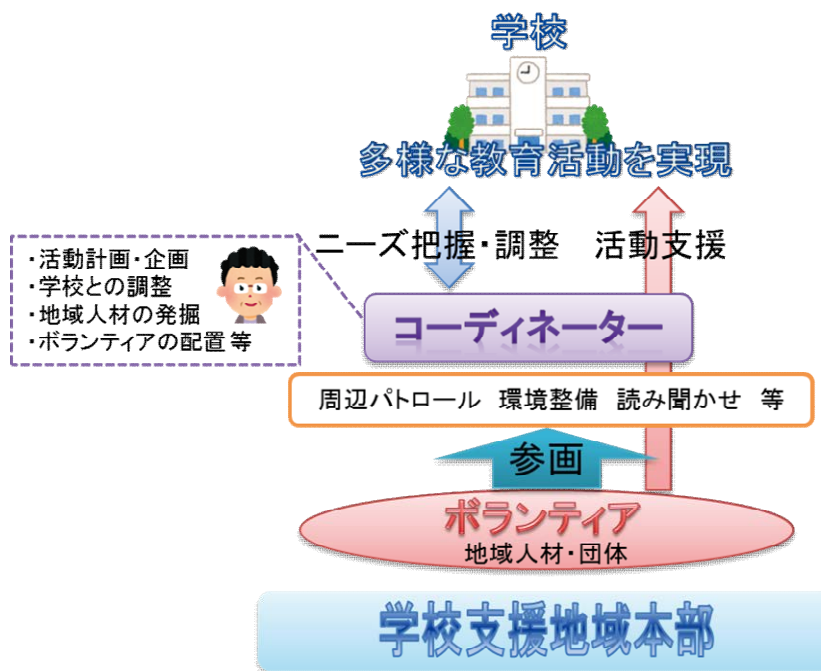 学校
多様な教育活動を実現
ニーズ把握・調整　活動支援
・活動計画・企画
・学校との調整
・地域人材の発掘
・ボランティアの配置 等
コーディネーター
周辺パトロール　環境整備　読み聞かせ　等
参画
ボランティア
地域人材・団体
学校支援地域本部